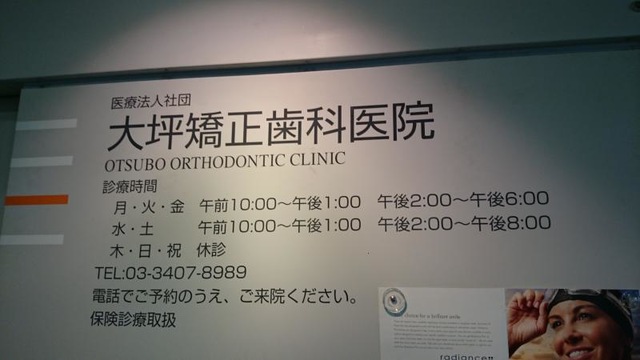 医療法人社団
大坪矯正歯科医院
OTSUBO ORTHODONTIC CLINIC
診療時間
月・火・金 午前10:00〜午後1:00 午後2:00〜午後6:00
水・土 午前10:00〜午後1:00 午後2:00〜午後8:00
木・日・祝 休診
TEL:03-3407-8989
電話でご予約のうえ、ご来院ください。
保険診療取扱
radiance